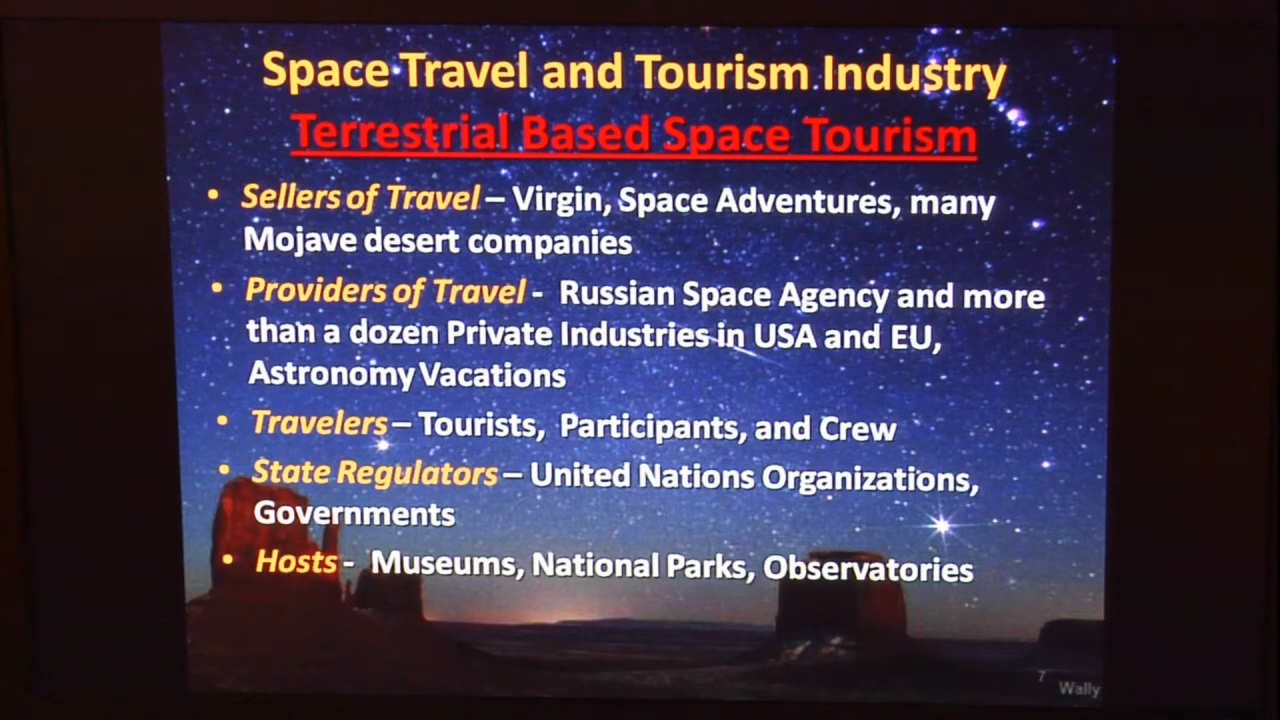 Space Travel and Tourism Industry
Terrestrial Based Space Tourism
• Sellers of Travel – Virgin, Space Adventures, many
Mojave desert companies
• Providers of Travel - Russian Space Agency and more
than a dozen Private Industries in USA and EU,
Astronomy Vacations
• Travelers – Tourists, Participants, and Crew
• State Regulators – United Nations Organizations,
Governments
• Hosts - Museums, National Parks, Observatories
7
Wally